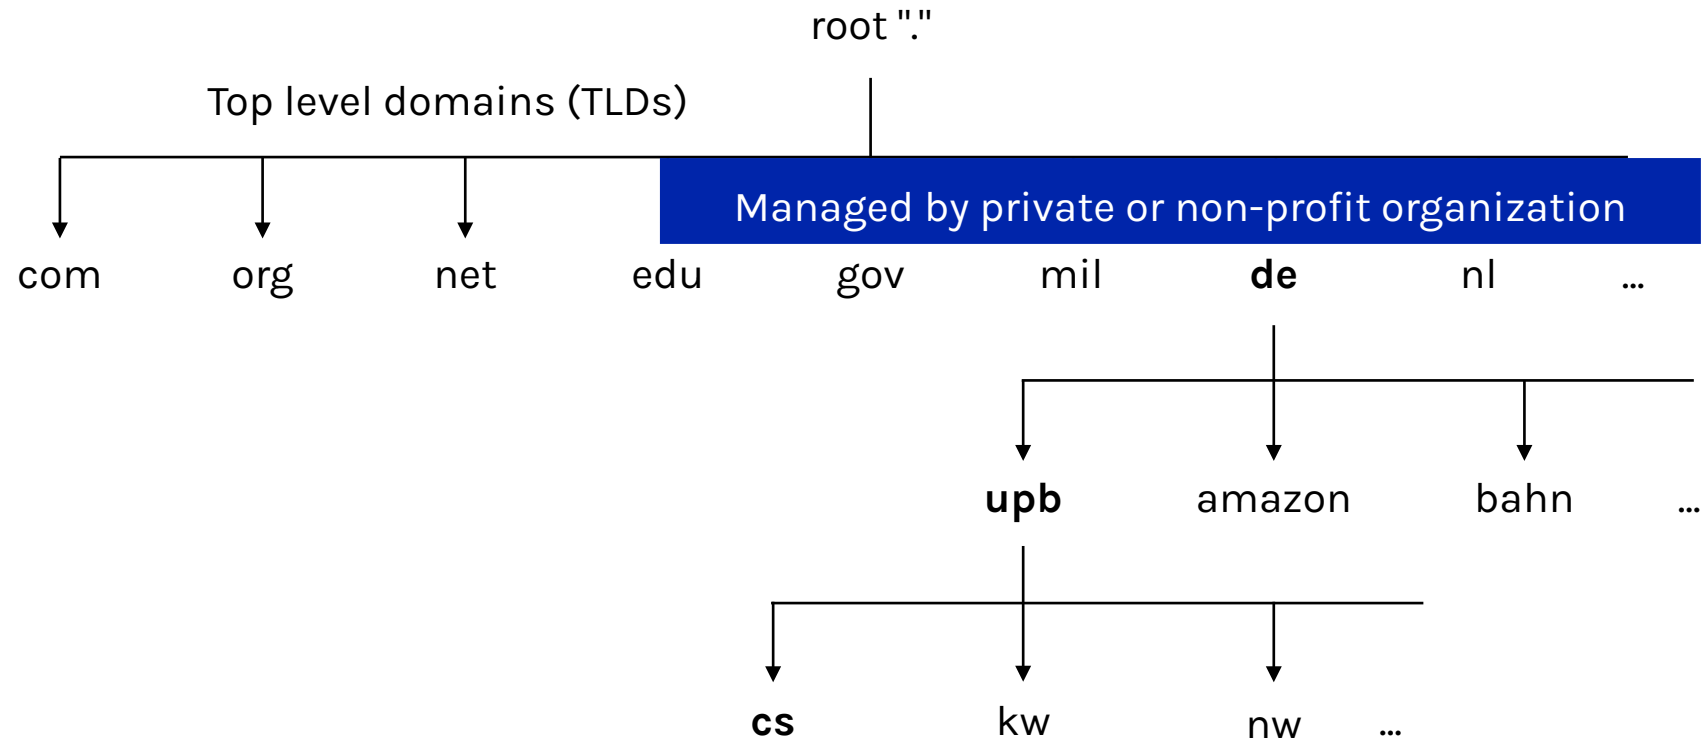 root "."
Top level domains (TLDs)
Managed by private or non-profit organization
com org net edu gov mil de nl ...
upb amazon bahn ...
cs kw nw ...